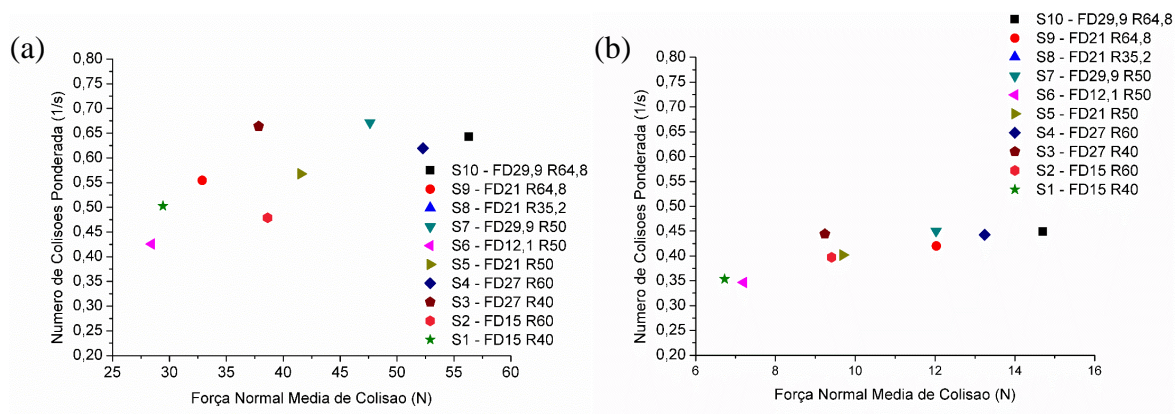 (a)
0,80
0,75
0,70
0,65
0,60
0,55
0,50
0,45
0,40
0,35
0,30
0,25
0,20
Numero de Colisoes Ponderada (1/s)
25 30 35 40 45 50 55 60
Força Normal Media de Colisao (N)
S10 - FD29,9 R64,8
S9 - FD21 R64,8
S8 - FD21 R35,2
S7 - FD29,9 R50
S6 - FD12,1 R50
S5 - FD21 R50
S4 - FD27 R60
S3 - FD27 R40
S2 - FD15 R60
S1 - FD15 R40
(b)
0,80
0,75
0,70
0,65
0,60
0,55
0,50
0,45
0,40
0,35
0,30
0,25
0,20
Numero de Colisoes Ponderada (1/s)
6 8 10 12 14 16
Força Normal Media de Colisao (N)
S10 - FD29,9 R64,8
S9 - FD21 R64,8
S8 - FD21 R35,2
S7 - FD29,9 R50
S6 - FD12,1 R50
S5 - FD21 R50
S4 - FD27 R60
S3 - FD27 R40
S2 - FD15 R60
S1 - FD15 R40